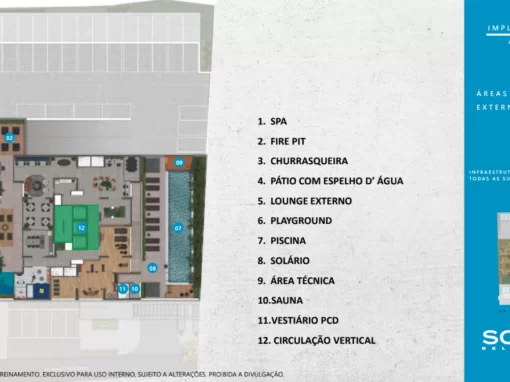 1. SPA
2. FIRE PIT
3. CHURRASQUEIRA
4. PÁTIO COM ESPELHO D’ ÁGUA
5. LOUNGE EXTERNO
6. PLAYGROUND
7. PISCINA
8. SOLÁRIO
9. ÁREA TÉCNICA
10.SAUNA
11.VESTIÁRIO PCD
12. CIRCULAÇÃO VERTICAL
02
09
07
12
08
11
10
REINAMENTO. EXCLUSIVO PARA USO INTERNO, SUJEITO A ALTERAÇÕES. PROIBIDA A DIVULGAÇÃO.
IMPL
ÁREAS
EXTERN
INFRAESTRUT
TODAS AS SU
SO
BEL